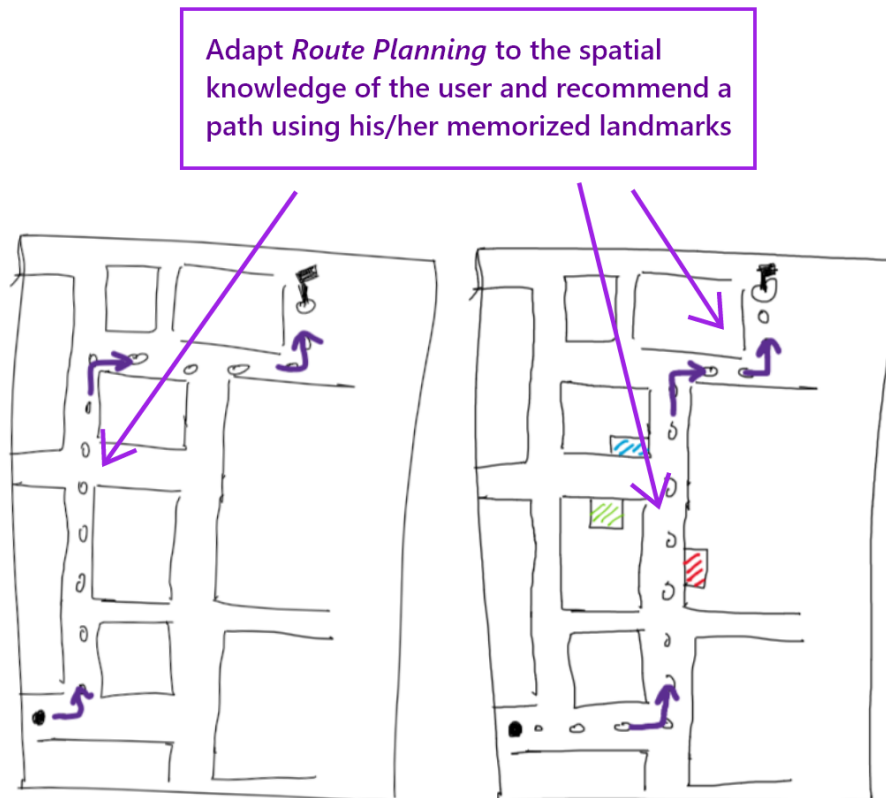 Adapt Route Planning to the spatial
knowledge of the user and recommend a
path using his/her memorized landmarks